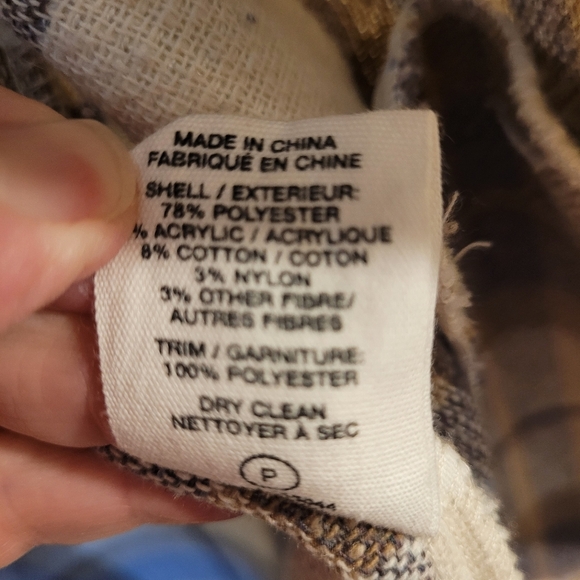 MADE IN CHINA
FABRIQUÉ EN CHINE
SHELL / EXTERIEUR:
78% POLYESTER
% ACRYLIC / ACRYLIQUE
8% COTTON / COTON
3% NYLON
3% OTHER FIBRE/
AUTRES FIBRES
TRIM / GARNITURE:
100% POLYESTER
DRY CLEAN
NETTOYER À SEC
P